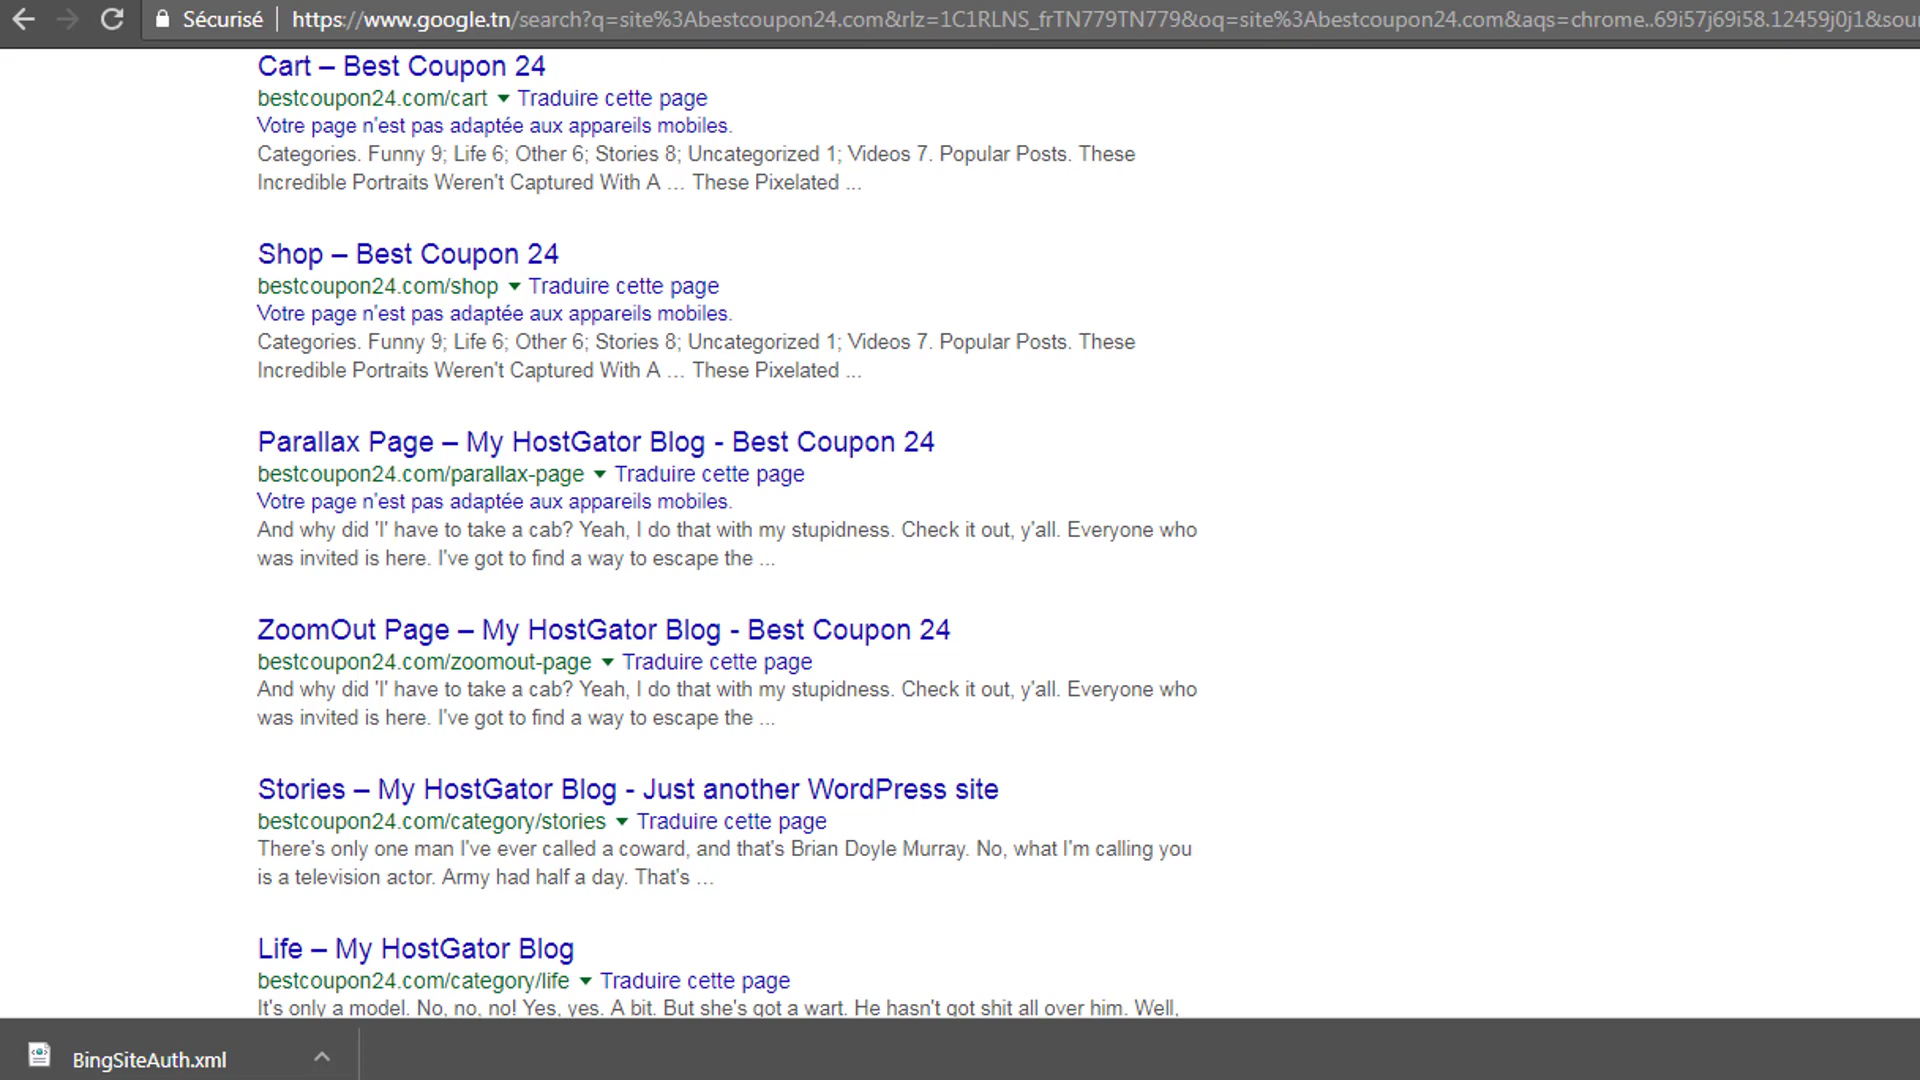 Sécurisé https://www.google.tn/search?q=site%3Abestcoupon24.com&rlz=1C1RLNS_frTN779TN779&oq=site%3Abestcoupon24.com&aqs=chrome..69i57j69i58.12459j0j1&sour
Cart – Best Coupon 24
bestcoupon24.com/cart Traduire cette page
Votre page n'est pas adaptée aux appareils mobiles.
Categories. Funny 9; Life 6; Other 6; Stories 8; Uncategorized 1; Videos 7. Popular Posts. These
Incredible Portraits Weren't Captured With A ... These Pixelated ...
Shop – Best Coupon 24
bestcoupon24.com/shop Traduire cette page
Votre page n'est pas adaptée aux appareils mobiles.
Categories. Funny 9; Life 6; Other 6; Stories 8; Uncategorized 1; Videos 7. Popular Posts. These
Incredible Portraits Weren't Captured With A ... These Pixelated ...
Parallax Page – My HostGator Blog - Best Coupon 24
bestcoupon24.com/parallax-page Traduire cette page
Votre page n'est pas adaptée aux appareils mobiles.
And why did 'I' have to take a cab? Yeah, I do that with my stupidness. Check it out, y'all. Everyone who
was invited is here. I've got to find a way to escape the ...
ZoomOut Page – My HostGator Blog - Best Coupon 24
bestcoupon24.com/zoomout-page Traduire cette page
And why did 'I' have to take a cab? Yeah, I do that with my stupidness. Check it out, y'all. Everyone who
was invited is here. I've got to find a way to escape the ...
Stories – My HostGator Blog - Just another WordPress site
bestcoupon24.com/category/stories Traduire cette page
There's only one man I've ever called a coward, and that's Brian Doyle Murray. No, what I'm calling you
is a television actor. Army had half a day. That's ...
Life – My HostGator Blog
bestcoupon24.com/category/life Traduire cette page
It's only a model. No, no, no! Yes, yes. A bit. But she's got a wart. He hasn't got shit all over him. Well,
BingSiteAuth.xml